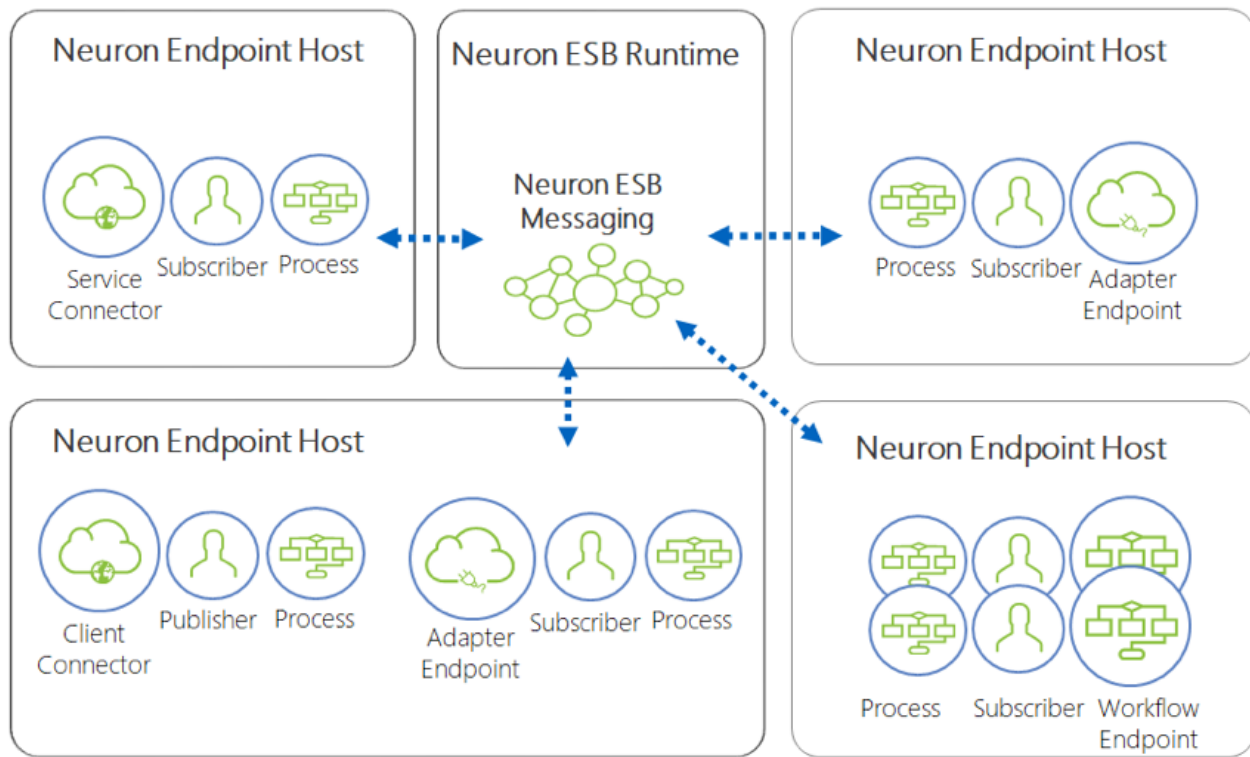 Neuron Endpoint Host
Service
Connector
Subscriber
Process
Neuron ESB Runtime
Neuron ESB
Messaging
Neuron Endpoint Host
Process
Subscriber
Adapter
Endpoint
Neuron Endpoint Host
Client
Connector
Publisher
Process
Adapter
Endpoint
Subscriber
Process
Neuron Endpoint Host
Process
Subscriber
Workflow
Endpoint